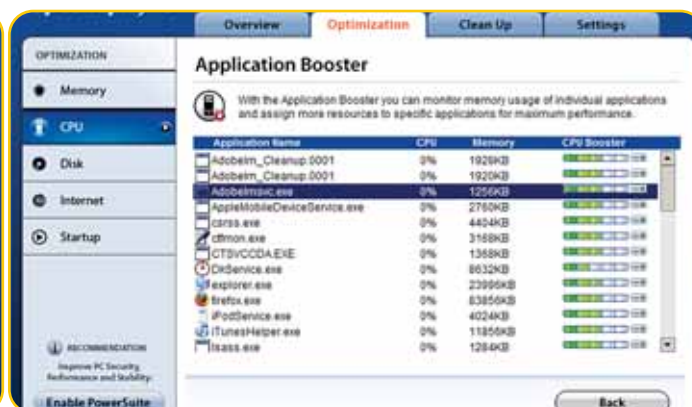 Overview Optimization Clean Up Settings
OPTIMIZATION
Memory
CPU
Disk
Internet
Startup
RECOMMENDATION
Improve PC Security,
Performance and Stability.
Enable PowerSuite
Application Booster
With the Application Booster you can monitor memory usage of individual applications
and assign more resources to specific applications for maximum performance.
Application Name CPU Memory CPU Booster
AdobeIm_Cleanup.0001 0% 1928KB
AdobeIm_Cleanup.0001 0% 1920KB
Adobelmsvc.exe 0% 1256KB
AppleMobileDeviceService.exe 0% 2760KB
csrss.exe 0% 4404KB
ctfmon.exe 0% 3168KB
CTSVCCDA.EXE 0% 1368KB
DkService.exe 0% 8632KB
explorer.exe 0% 23996KB
firefox.exe 0% 83856KB
iPodService.exe 0% 4024KB
iTunesHelper.exe 0% 11856KB
lsass.exe 0% 1284KB
Back